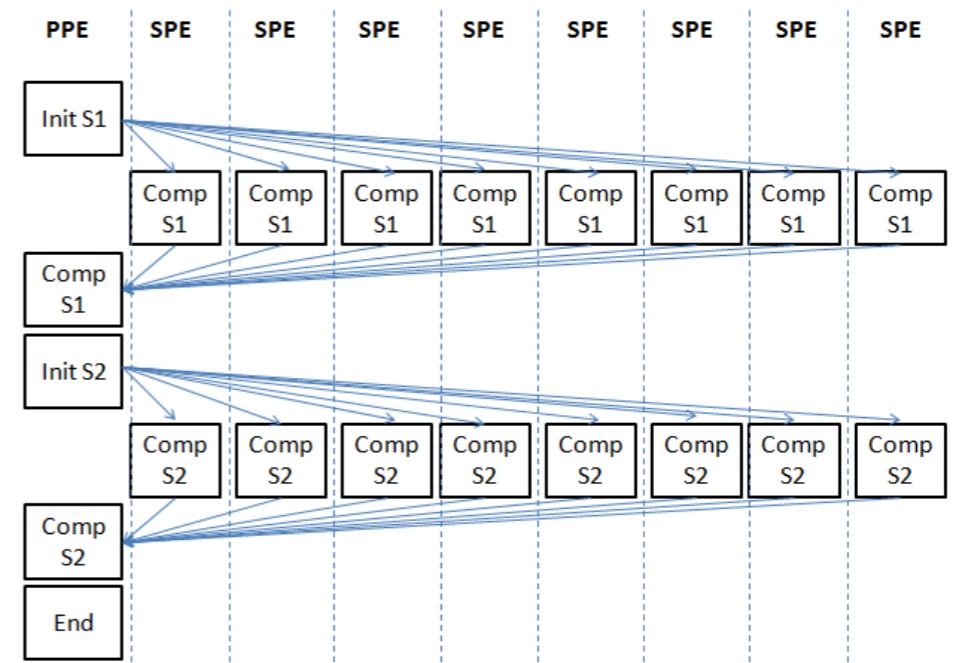 PPE SPE SPE SPE SPE SPE SPE SPE SPE
Init S1
Comp Comp Comp Comp Comp Comp Comp Comp
S1 S1 S1 S1 S1 S1 S1 S1
Comp
S1
Init S2
Comp Comp Comp Comp Comp Comp Comp Comp
S2 S2 S2 S2 S2 S2 S2 S2
Comp
S2
End